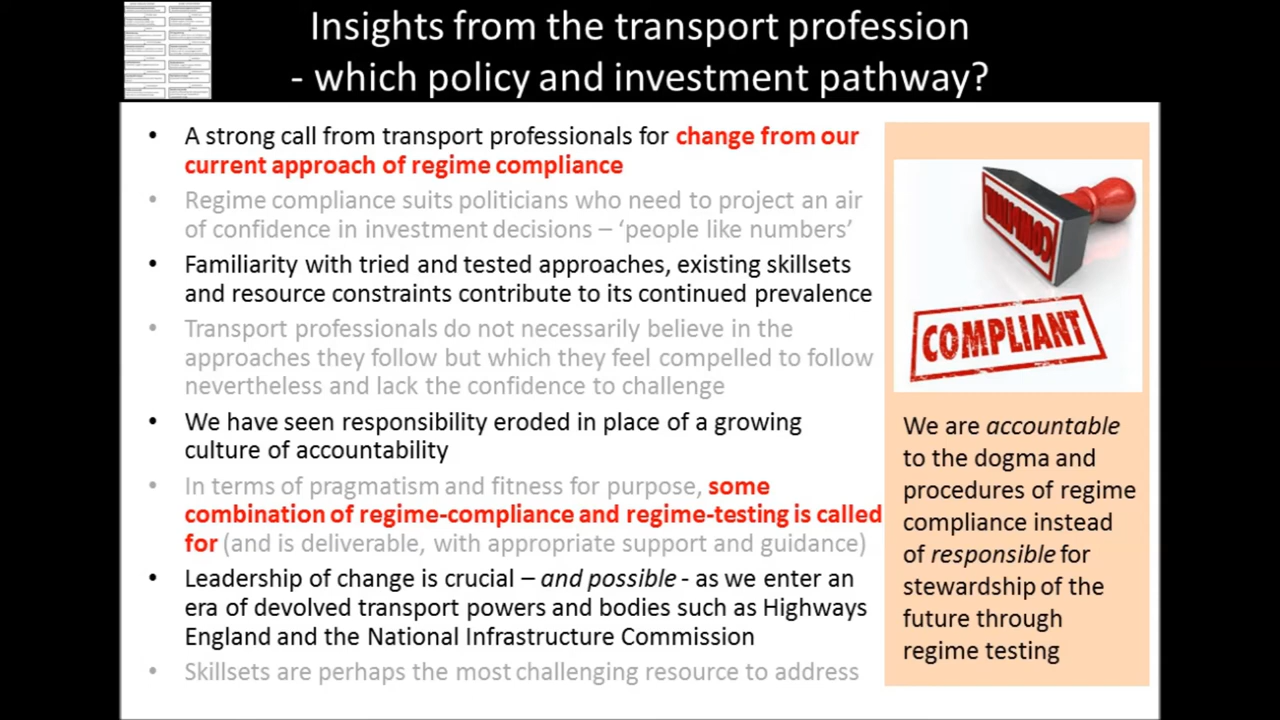 Insights from the transport profession
- which policy and investment pathway?
• A strong call from transport professionals for change from our
current approach of regime compliance
• Regime compliance suits politicians who need to project an air
of confidence in investment decisions – ‘people like numbers’
• Familiarity with tried and tested approaches, existing skillsets
and resource constraints contribute to its continued prevalence
• Transport professionals do not necessarily believe in the
approaches they follow but which they feel compelled to follow
nevertheless and lack the confidence to challenge
• We have seen responsibility eroded in place of a growing
culture of accountability
• In terms of pragmatism and fitness for purpose, some
combination of regime-compliance and regime-testing is called
for (and is deliverable, with appropriate support and guidance)
• Leadership of change is crucial – and possible - as we enter an
era of devolved transport powers and bodies such as Highways
England and the National Infrastructure Commission
• Skillsets are perhaps the most challenging resource to address
COMPLIANT
COMPLIANT
We are accountable
to the dogma and
procedures of regime
compliance instead
of responsible for
stewardship of the
future through
regime testing